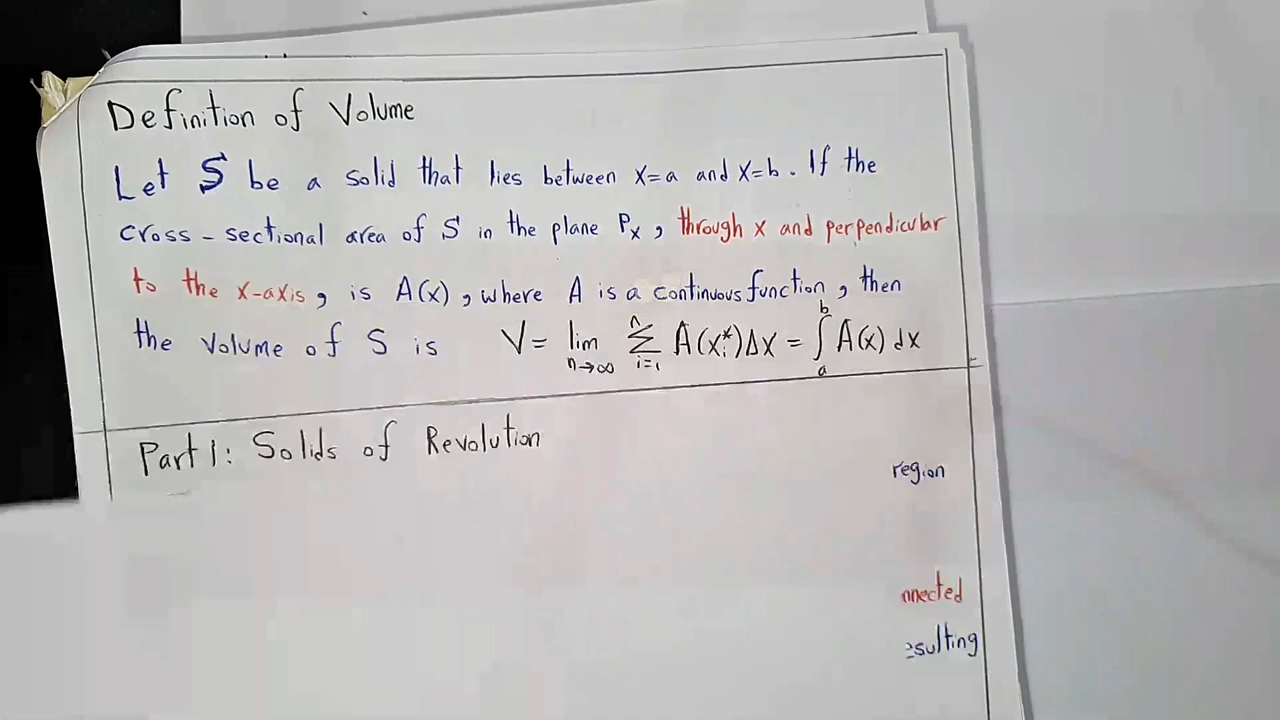 Definition of Volume
Let S be a solid that lies between x=a and x=b. If the
cross-sectional area of S in the plane Pₓ, through x and perpendicular
to the x-axis, is A(x), where A is a continuous function, then
the volume of S is V = lim n→∞ Σ i=1 n A(xᵢ*)Δx = ∫ a b A(x) dx
Part 1: Solids of Revolution
region
nnected
esulting